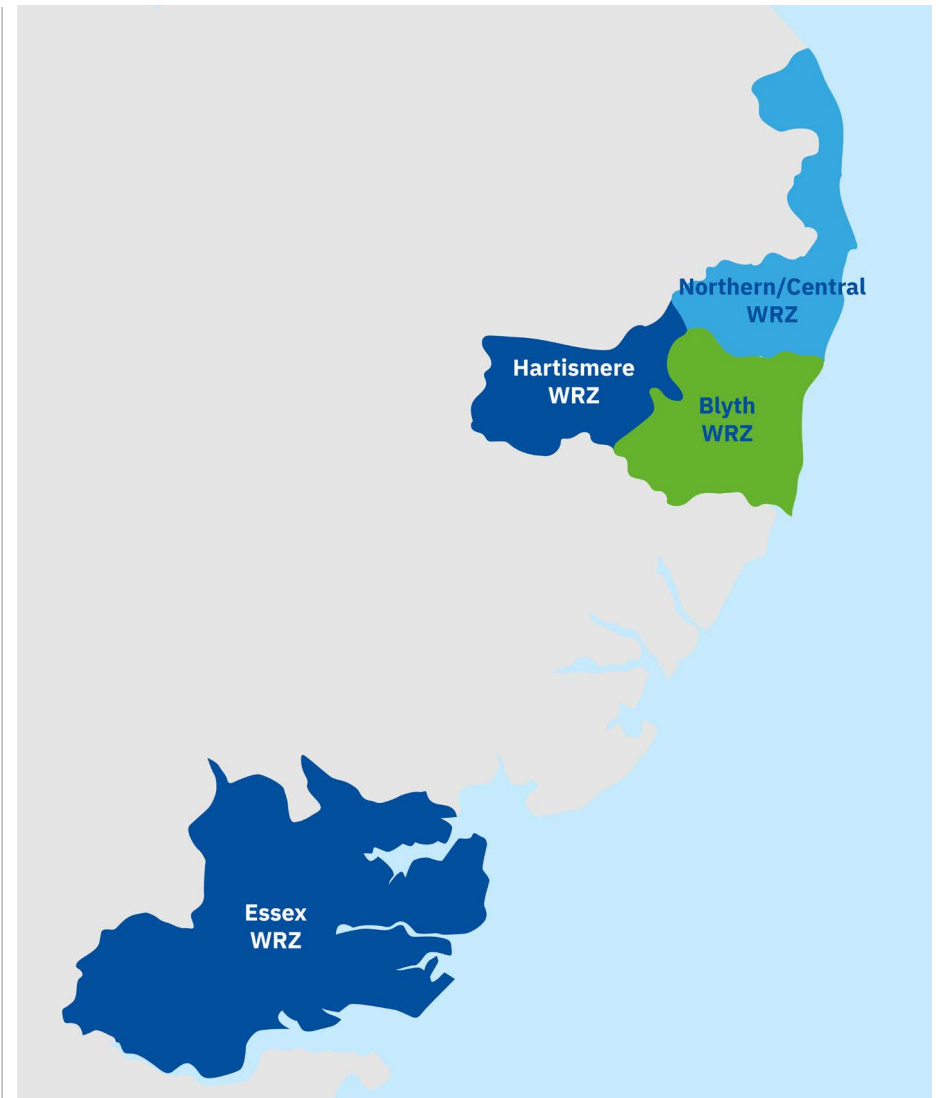 Northern/Central
WRZ
Hartismere
WRZ
Blyth
WRZ
Essex
WRZ